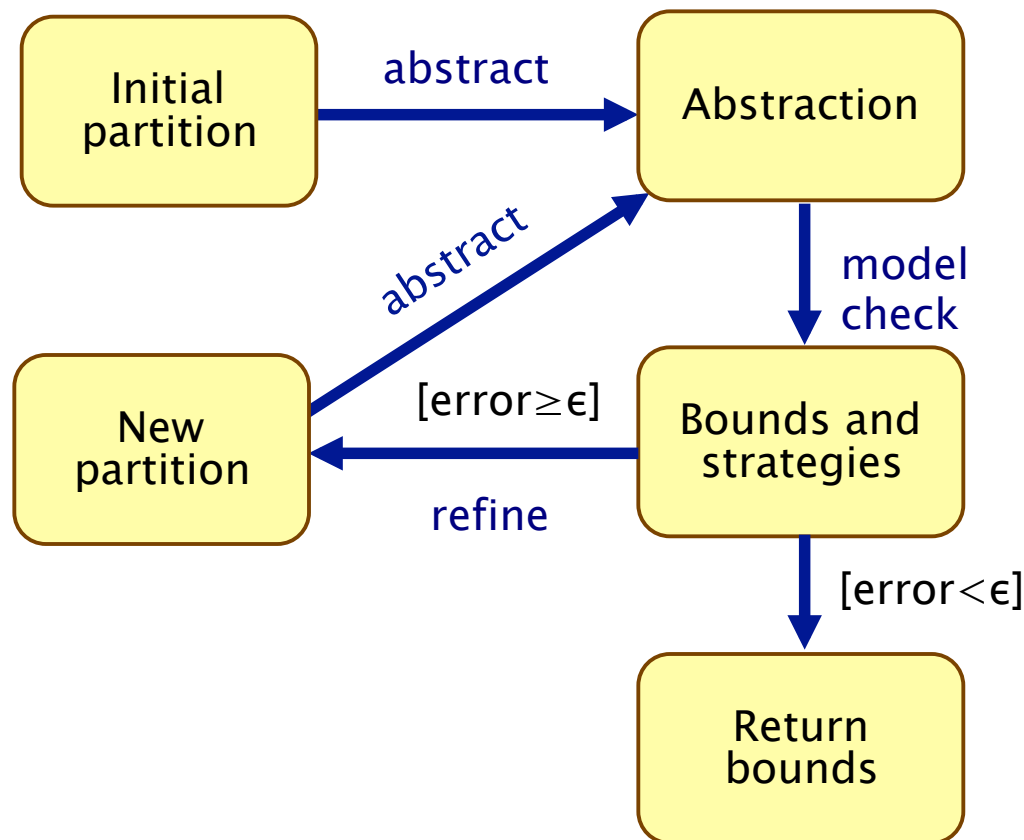 Initial
partition
abstract
Abstraction
abstract
model
check
New
partition
[error≥ϵ]
refine
Bounds and
strategies
[error<ϵ]
Return
bounds